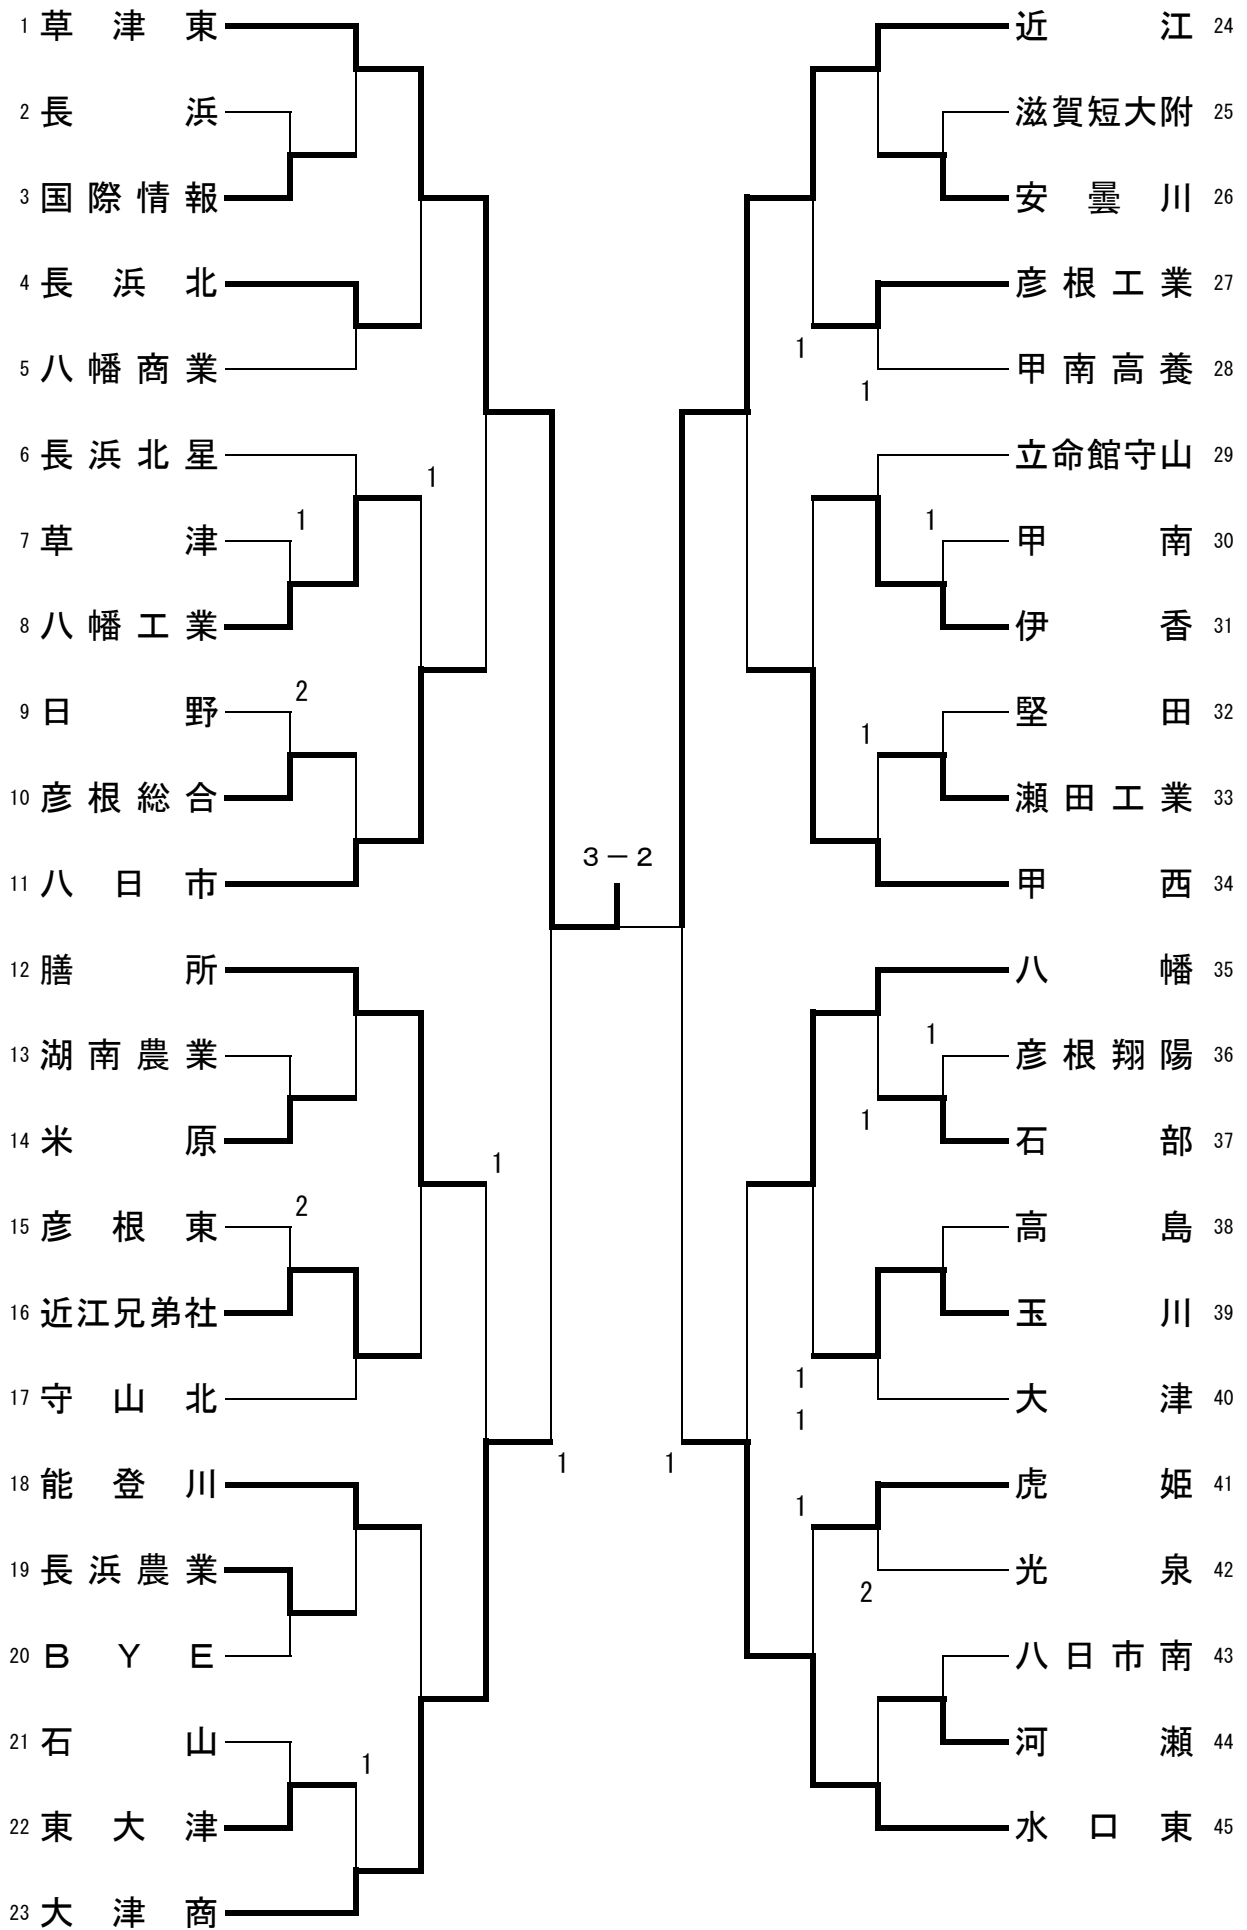 1 草津東
2 長浜
3 国際情報
4 長浜北
5 八幡商業
6 長浜北星
1
1
7 草津
8 八幡工業
2
9 日野
10 彦根総合
11 八日市
12 膳所
13 湖南農業
14 米原
1
2
15 彦根東
16 近江兄弟社
17 守山北
1
18 能登川
19 長浜農業
20 BYE
21 石山
1
22 東大津
23 大津商
3－2
近江 24
滋賀短大附 25
安曇川 26
彦根工業 27
1
甲南高養 28
1
立命館守山 29
1
甲南 30
伊香 31
堅田 32
1
瀬田工業 33
甲西 34
八幡 35
1
彦根翔陽 36
1
石部 37
高島 38
玉川 39
1
大津 40
1
1
虎姫 41
1
光泉 42
2
八日市南 43
河瀬 44
水口東 45